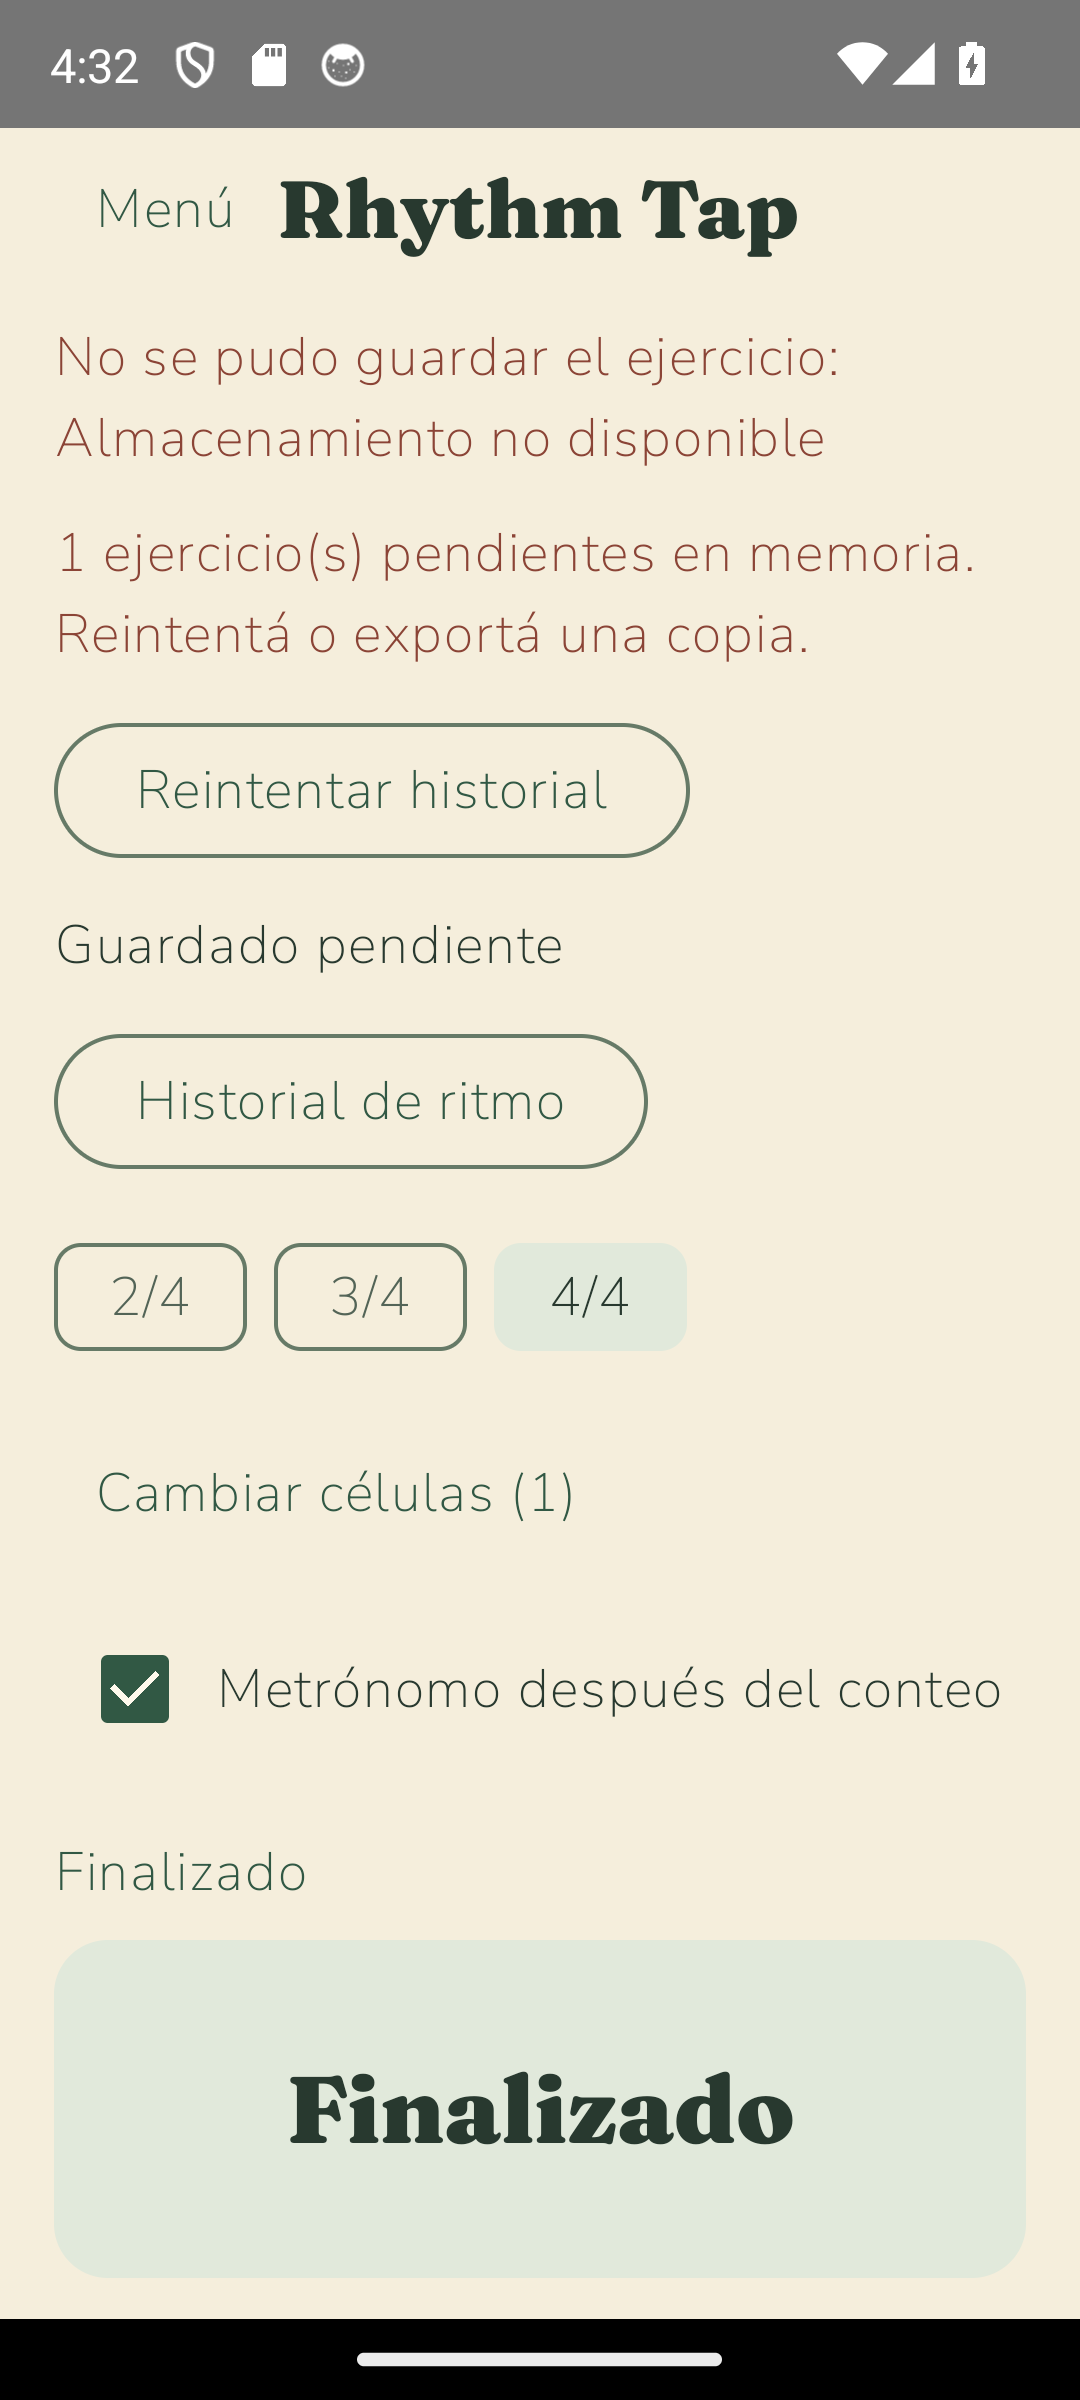 4:32
Menú Rhythm Tap
No se pudo guardar el ejercicio:
Almacenamiento no disponible
1 ejercicio(s) pendientes en memoria.
Reintentá o exportá una copia.
Reintentar historial
Guardado pendiente
Historial de ritmo
2/4 3/4 4/4
Cambiar células (1)
Metrónomo después del conteo
Finalizado
Finalizado